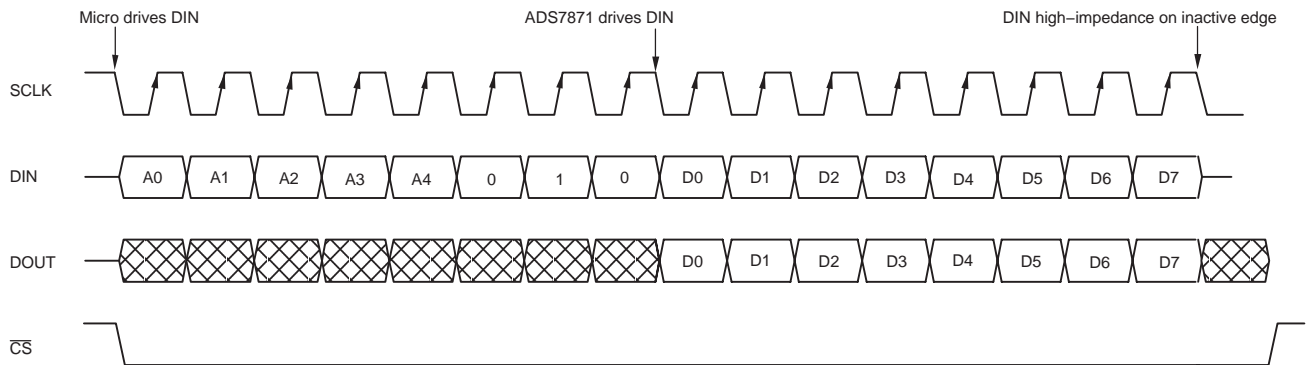 Micro drives DIN ADS7871 drives DIN DIN high−impedance on inactive edge
SCLK
DIN A0 A1 A2 A3 A4 0 1 0 D0 D1 D2 D3 D4 D5 D6 D7
DOUT D0 D1 D2 D3 D4 D5 D6 D7
C̅S̅